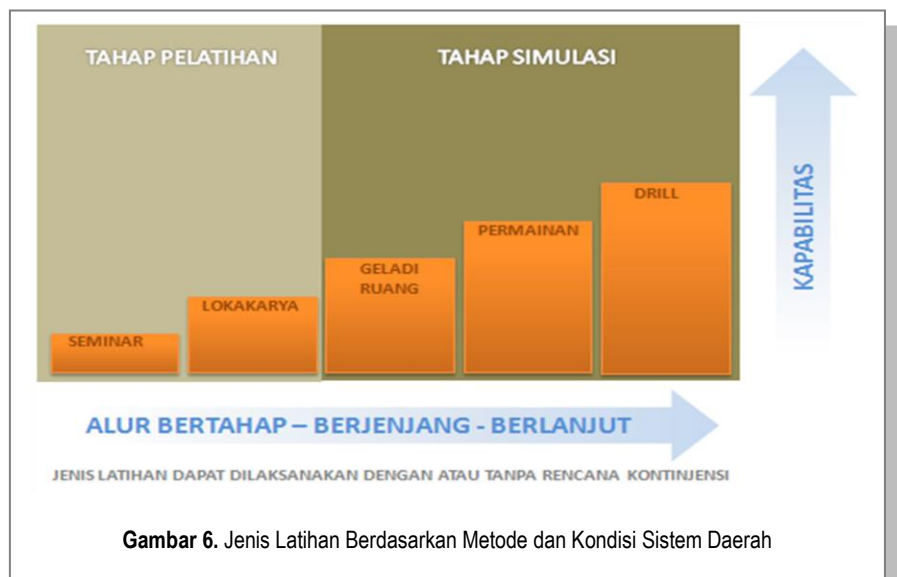 TAHAP PELATIHAN
TAHAP SIMULASI
SEMINAR
LOKAKARYA
GELADI
RUANG
PERMAINAN
DRILL
KAPABILITAS
ALUR BERTAHAP – BERJENJANG - BERLANJUT
JENIS LATIHAN DAPAT DILAKSANAKAN DENGAN ATAU TANPA RENCANA KONTINJENSI
Gambar 6. Jenis Latihan Berdasarkan Metode dan Kondisi Sistem Daerah